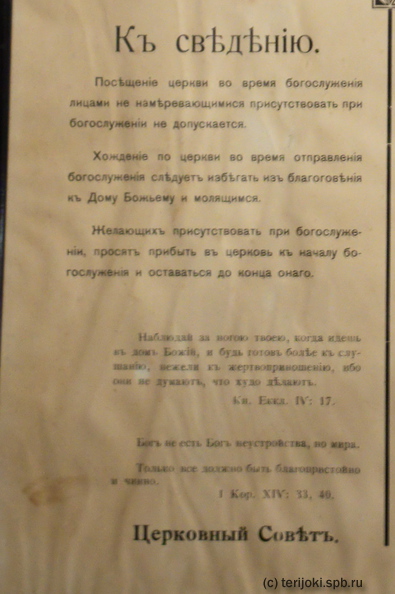 Къ свѣдѣнію.
Посѣщеніе церкви во время богослуженія
лицами не намѣревающимися присутствовать при
богослуженіи не допускается.
Хожденіе по церкви во время отправленія
богослуженія слѣдуетъ избѣгать изъ благоговѣнія
къ Дому Божьему и молящимся.
Желающихъ присутствовать при богослуже-
ніи, просятъ прибыть въ церковь къ началу бо-
гослуженія и оставаться до конца онаго.
Наблюдай за ногою твоею, когда идешь
въ домъ Божій, и будь готовъ болѣе къ слу-
шанію, нежели къ жертвоприношенію, ибо
они не думаютъ, что худо дѣлаютъ.
Кн. Еккл. IV: 17.
Богъ не есть Богъ неустройства, но мира.
Только все должно быть благопристойно
и чинно.
I Кор. XIV: 33, 40.
Церковный Совѣтъ.
(c) terijoki.spb.ru